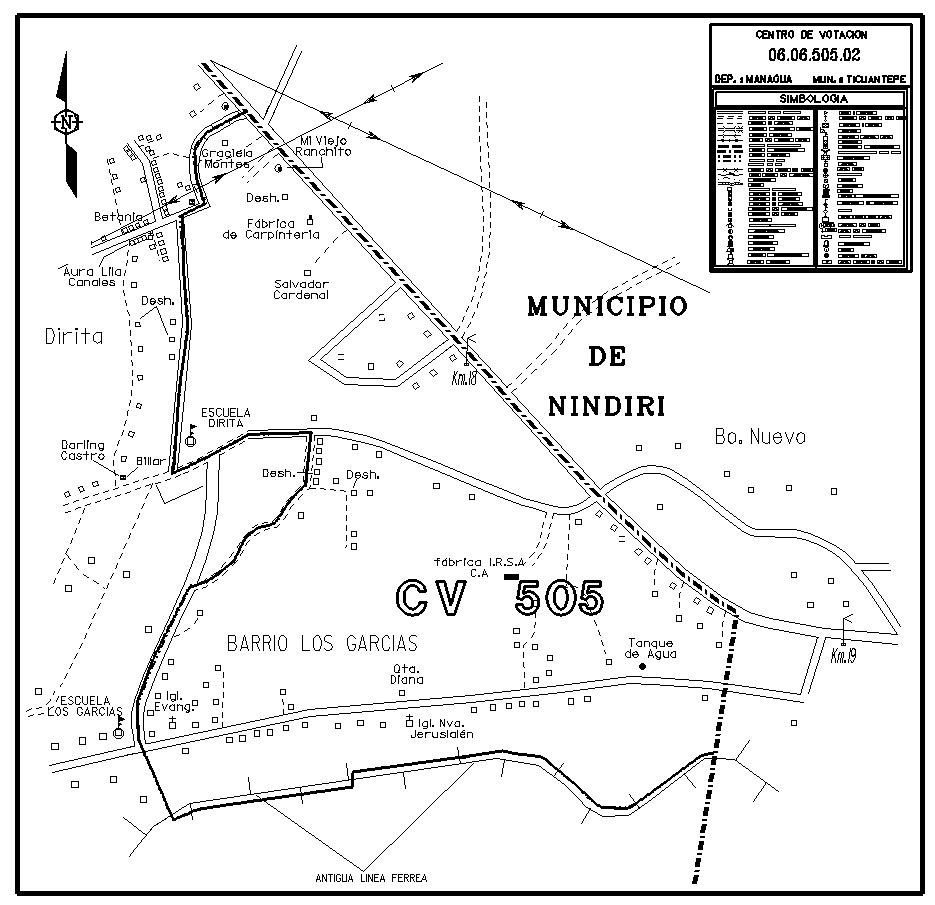 CENTRO DE VOTACION
06.06.505.02
DEP. : MANAGUA MUN. : TICUANTEPE
SIMBOLOGIA
N
Mi Viejo
Ranchito
Graciela
Montes
Desh.
Betania
Fábrica
de Carpinteria
Aura Lila
Canales
Salvador
Cardenal
Desh.
MUNICIPIO
DE
NINDIRI
Dirita
Km.18
ESCUELA
DIRITA
Bo. Nuevo
Darling
Castro
Billar
Desh.
Desh.
fábrica I.R.S.A
C.A
CV 505
BARRIO LOS GARCIAS
Tanque
de Agua
Km.19
Qta.
Diana
ESCUELA
LOS GARCIAS
Igl.
Evang.
Igl. Nva.
Jerusialén
ANTIGUA LINEA FERREA